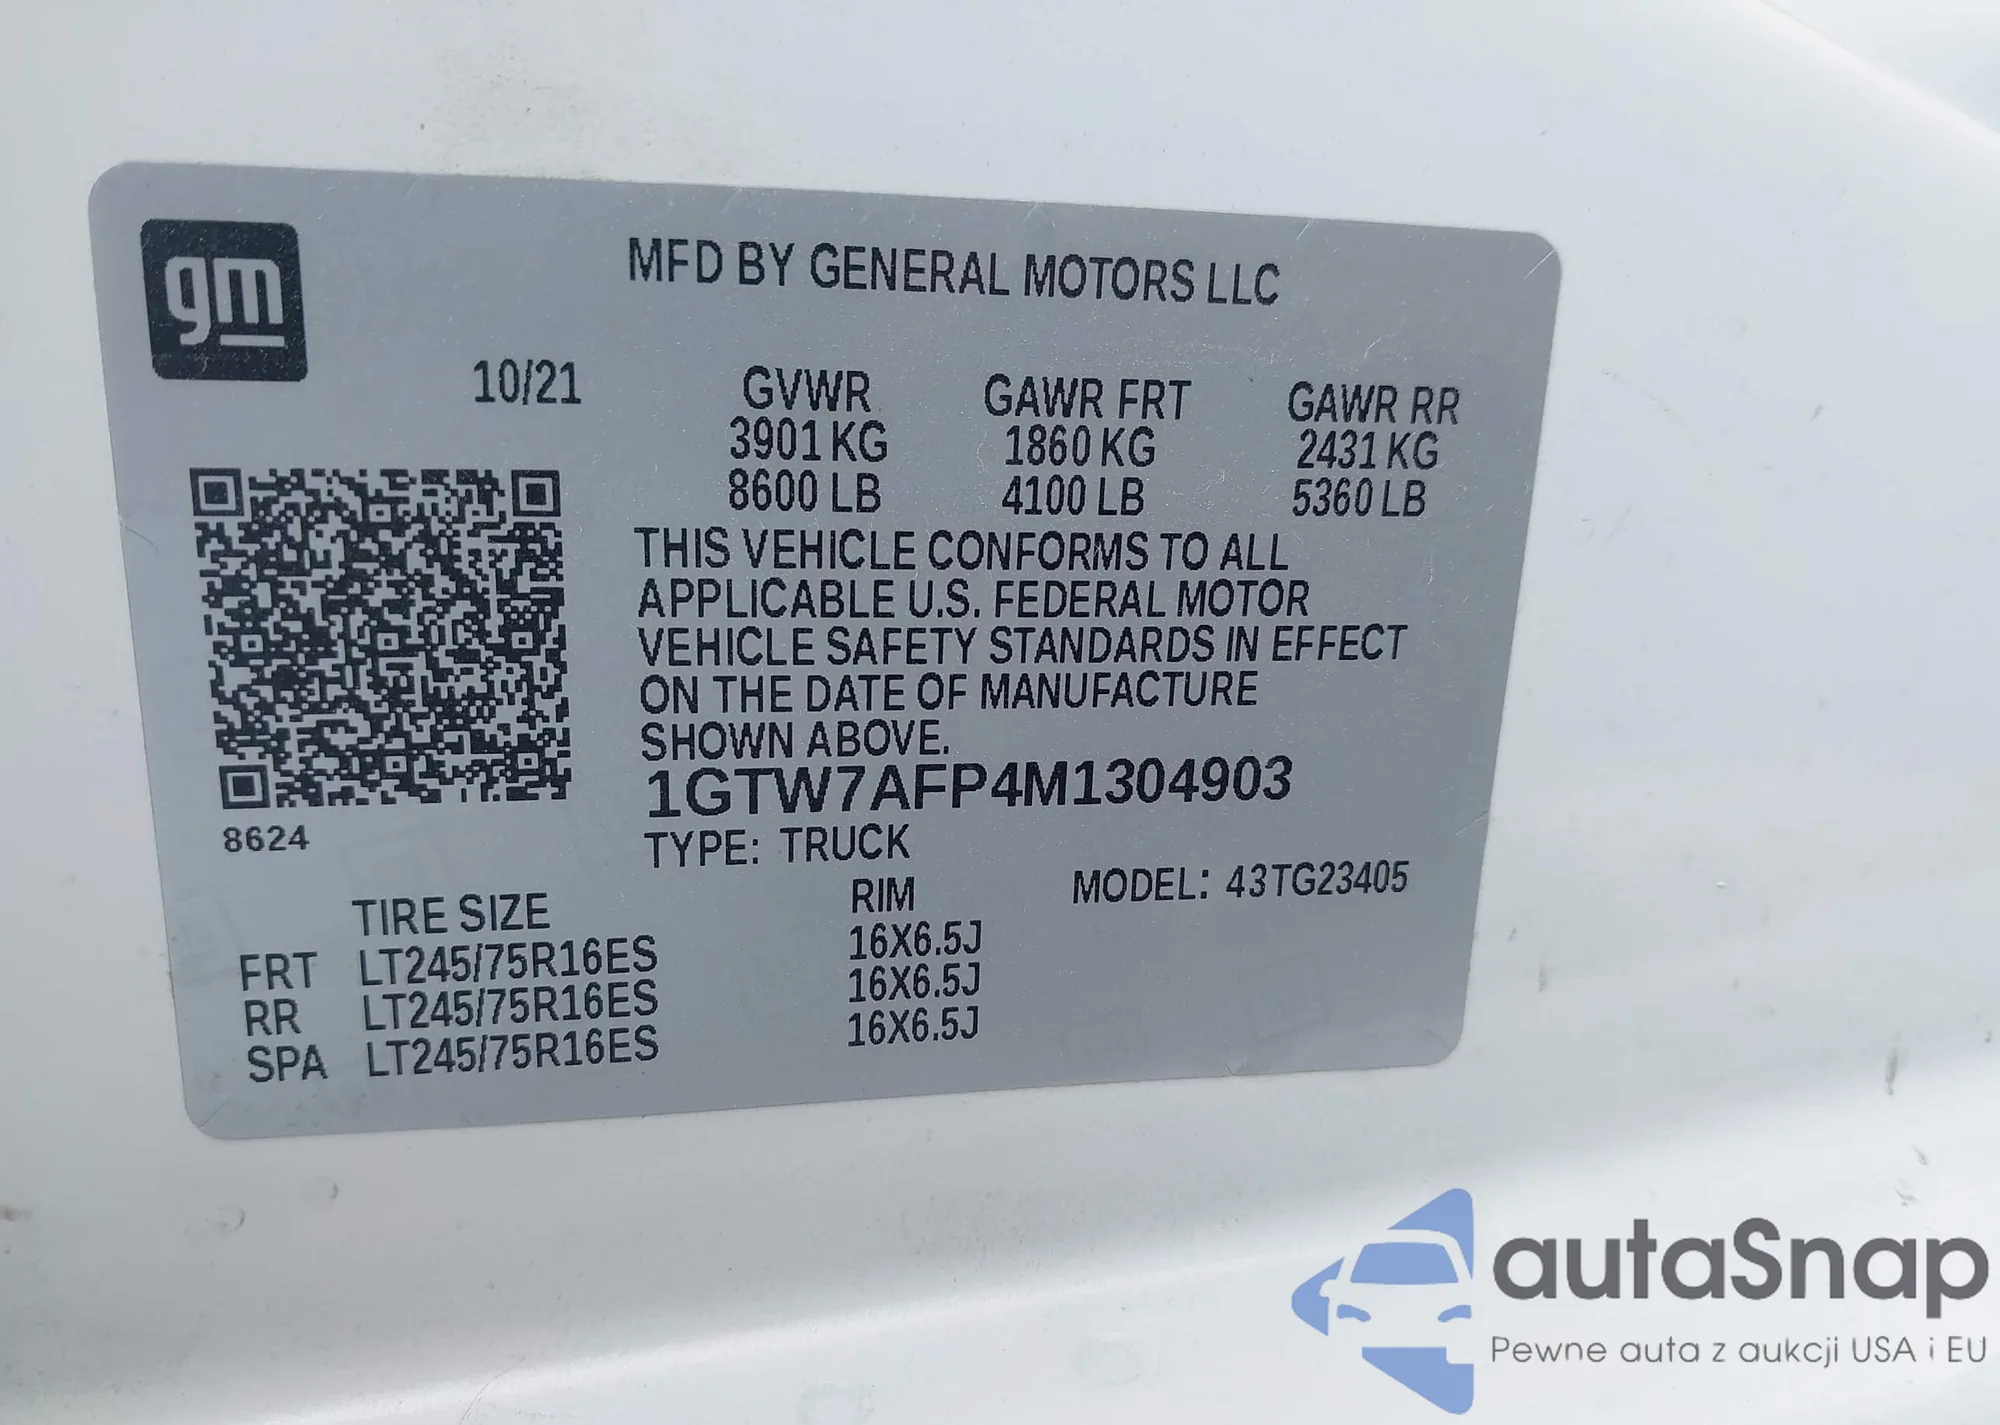 gm
MFD BY GENERAL MOTORS LLC
10/21
GVWR GAWR FRT GAWR RR
3901 KG 1860 KG 2431 KG
8600 LB 4100 LB 5360 LB
THIS VEHICLE CONFORMS TO ALL
APPLICABLE U.S. FEDERAL MOTOR
VEHICLE SAFETY STANDARDS IN EFFECT
ON THE DATE OF MANUFACTURE
SHOWN ABOVE.
1GTW7AFP4M1304903
8624
TYPE: TRUCK
MODEL: 43TG23405
TIRE SIZE RIM
FRT LT245/75R16ES 16X6.5J
RR LT245/75R16ES 16X6.5J
SPA LT245/75R16ES 16X6.5J
autaSnap
Pewne auta z aukcji USA i EU